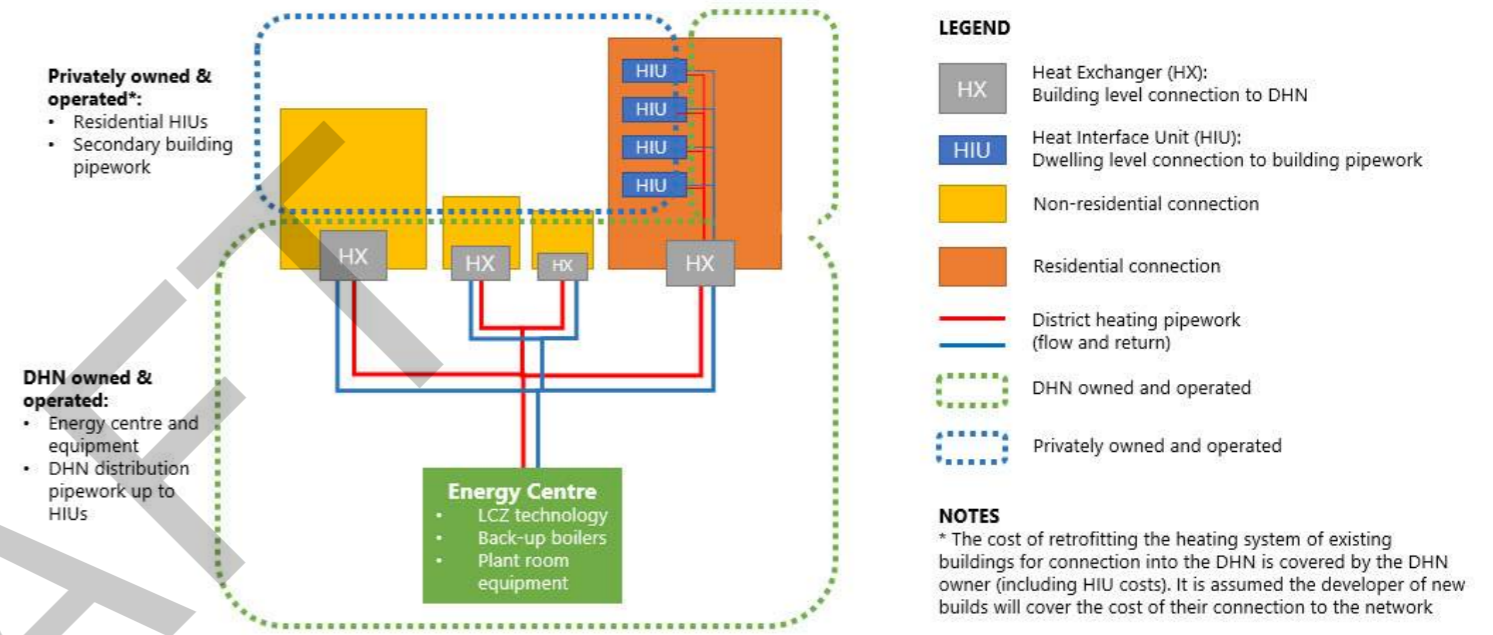 Privately owned &
operated*:
• Residential HIUs
• Secondary building
pipework
DHN owned &
operated:
• Energy centre and
equipment
• DHN distribution
pipework up to
HIUs
HIU
HIU
HIU
HIU
HX
HX
HX
HX
Energy Centre
• LCZ technology
• Back-up boilers
• Plant room
equipment
LEGEND
HX
Heat Exchanger (HX):
Building level connection to DHN
HIU
Heat Interface Unit (HIU):
Dwelling level connection to building pipework
Non-residential connection
Residential connection
District heating pipework
(flow and return)
DHN owned and operated
Privately owned and operated
NOTES
* The cost of retrofitting the heating system of existing
buildings for connection into the DHN is covered by the DHN
owner (including HIU costs). It is assumed the developer of new
builds will cover the cost of their connection to the network